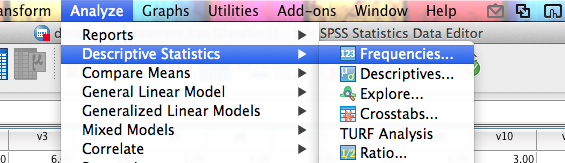 ransform Analyze Graphs Utilities Add-ons Window Help
d SPSS Statistics Data Editor
Reports
Descriptive Statistics Frequencies...
Compare Means Descriptives...
General Linear Model Explore...
Generalized Linear Models Crosstabs...
Mixed Models TURF Analysis
Correlate Ratio...
v3 v10
6. 3.00